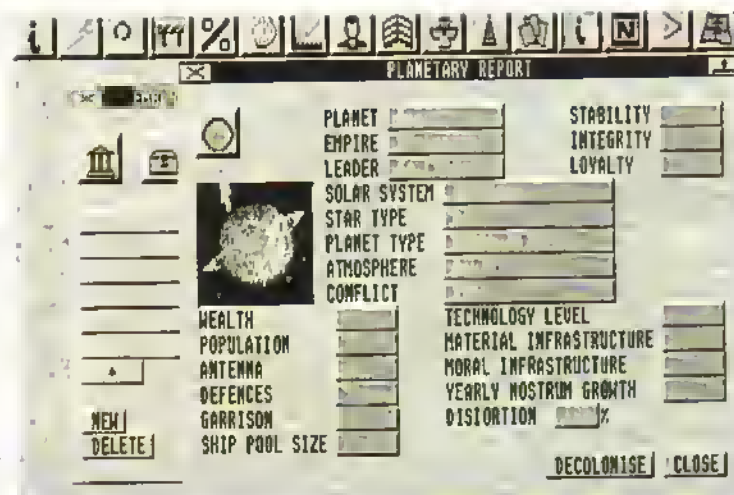 i % i N >
PLANETARY REPORT
PLANET
EMPIRE
LEADER
STABILITY
INTEGRITY
LOYALTY
SOLAR SYSTEM
STAR TYPE
PLANET TYPE
ATMOSPHERE
CONFLICT
WEALTH
POPULATION
ANTENNA
DEFENCES
GARRISON
SHIP POOL SIZE
TECHNOLOGY LEVEL
MATERIAL INFRASTRUCTURE
MORAL INFRASTRUCTURE
YEARLY NOSTRUM GROWTH
DISTORTION %
NEW
DELETE
DECOLONISE
CLOSE